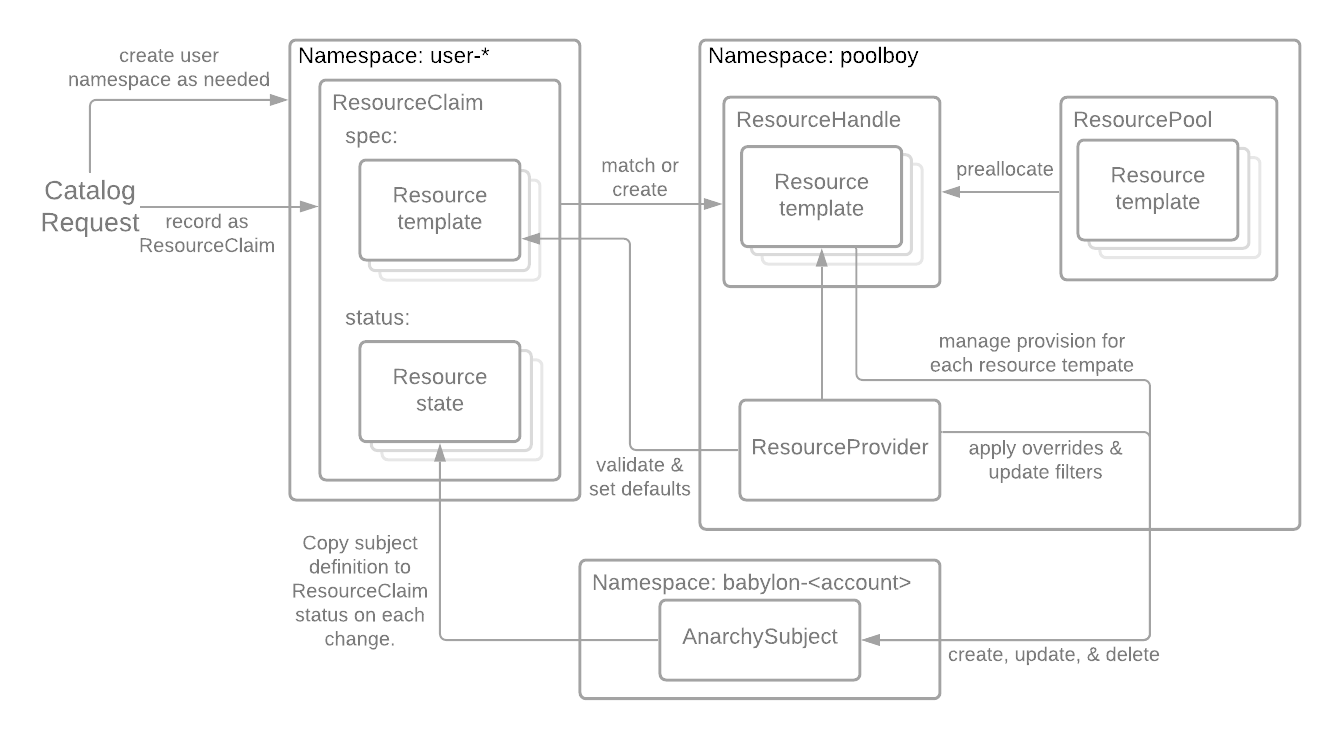 create user
namespace as needed
Catalog
Request
record as
ResourceClaim
Namespace: user-*
ResourceClaim
spec:
Resource
template
status:
Resource
state
match or
create
validate &
set defaults
Namespace: poolboy
ResourceHandle
Resource
template
preallocate
ResourcePool
Resource
template
manage provision for
each resource tempate
ResourceProvider
apply overrides &
update filters
Copy subject
definition to
ResourceClaim
status on each
change.
Namespace: babylon-<account>
AnarchySubject
create, update, & delete